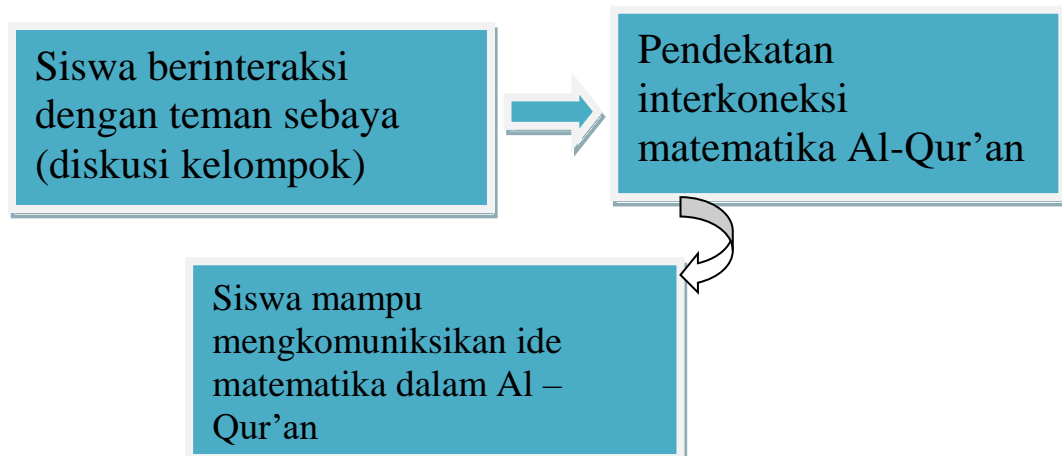 Siswa berinteraksi
dengan teman sebaya
(diskusi kelompok)
Pendekatan
interkoneksi
matematika Al-Qur’an
Siswa mampu
mengkomuniksikan ide
matematika dalam Al –
Qur’an